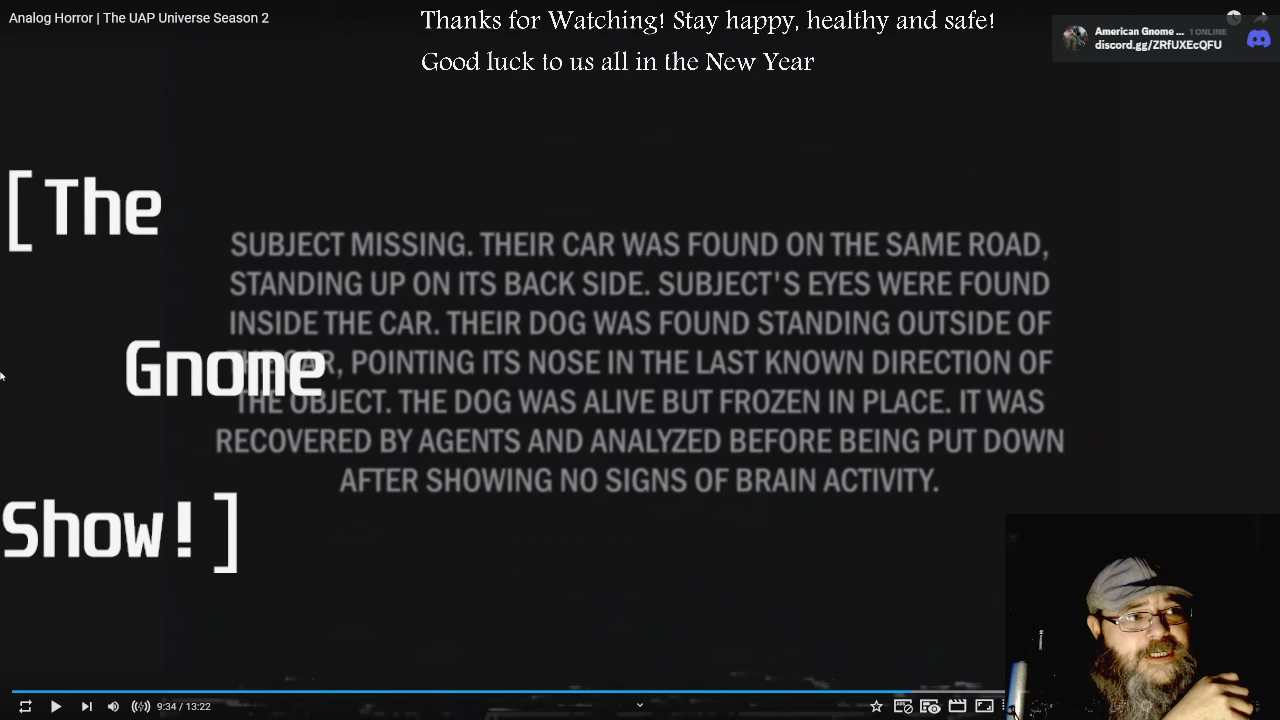 Analog Horror | The UAP Universe Season 2
Thanks for Watching! Stay happy, healthy and safe!
Good luck to us all in the New Year
American Gnome ... 1 ONLINE
discord.gg/ZRfUXEcQFU
[The
Gnome
Show!]
SUBJECT MISSING. THEIR CAR WAS FOUND ON THE SAME ROAD,
STANDING UP ON ITS BACK SIDE. SUBJECT'S EYES WERE FOUND
INSIDE THE CAR. THEIR DOG WAS FOUND STANDING OUTSIDE OF
THE CAR, POINTING ITS NOSE IN THE LAST KNOWN DIRECTION OF
THE OBJECT. THE DOG WAS ALIVE BUT FROZEN IN PLACE. IT WAS
RECOVERED BY AGENTS AND ANALYZED BEFORE BEING PUT DOWN
AFTER SHOWING NO SIGNS OF BRAIN ACTIVITY.
9:34 / 13:22